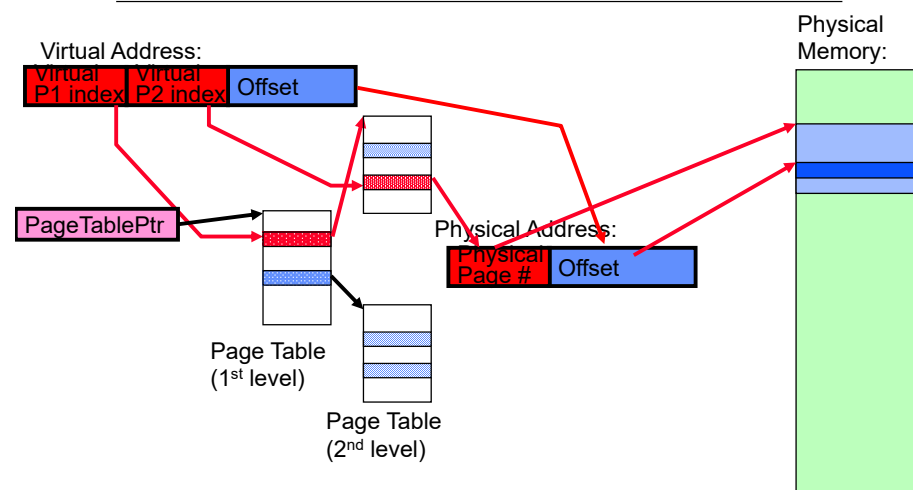 Virtual Address:
Virtual
P1 index
Virtual
P2 index
Offset
Physical
Memory:
PageTablePtr
Physical Address:
Physical
Page #
Offset
Page Table
(1st level)
Page Table
(2nd level)